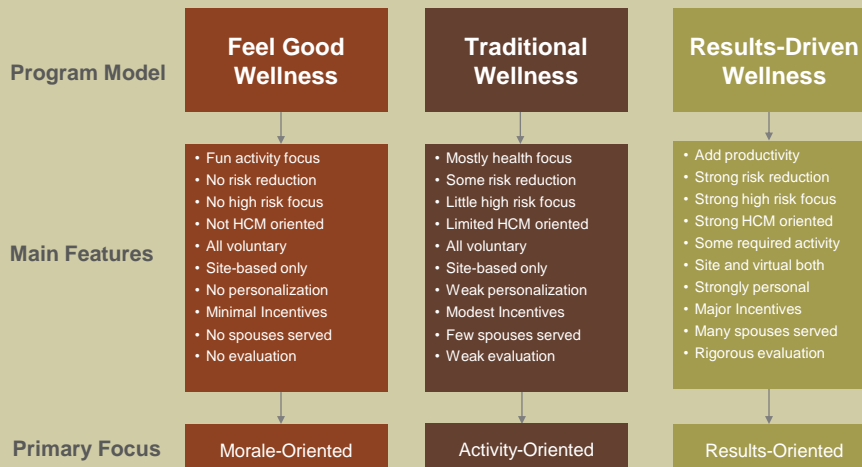 Program Model
Feel Good
Wellness
Traditional
Wellness
Results-Driven
Wellness
Main Features
• Fun activity focus
• No risk reduction
• No high risk focus
• Not HCM oriented
• All voluntary
• Site-based only
• No personalization
• Minimal Incentives
• No spouses served
• No evaluation
• Mostly health focus
• Some risk reduction
• Little high risk focus
• Limited HCM oriented
• All voluntary
• Site-based only
• Weak personalization
• Modest Incentives
• Few spouses served
• Weak evaluation
• Add productivity
• Strong risk reduction
• Strong high risk focus
• Strong HCM oriented
• Some required activity
• Site and virtual both
• Strongly personal
• Major Incentives
• Many spouses served
• Rigorous evaluation
Primary Focus
Morale-Oriented
Activity-Oriented
Results-Oriented